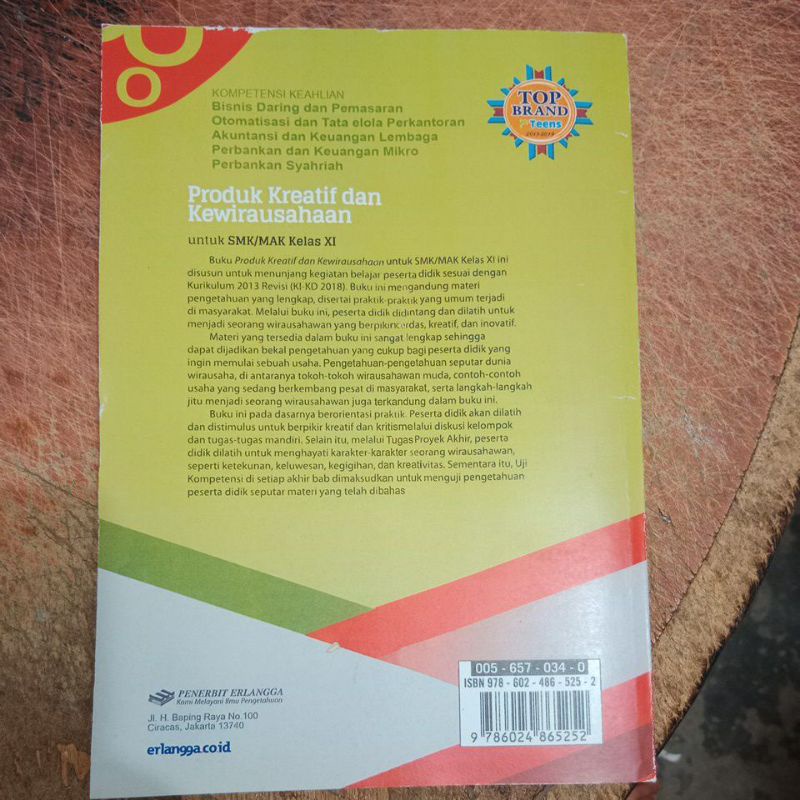 KOMPETENSI KEAHLIAN
Bisnis Daring dan Pemasaran
Otomatisasi dan Tata elola Perkantoran
Akuntansi dan Keuangan Lembaga
Perbankan dan Keuangan Mikro
Perbankan Syahriah
TOP
BRAND
Teens
Produk Kreatif dan
Kewirausahaan
untuk SMK/MAK Kelas XI
Buku Produk Kreatif dan Kewirausahaan untuk SMK/MAK Kelas XI ini
disusun untuk menunjang kegiatan belajar peserta didik sesuai dengan
Kurikulum 2013 Revisi (KI-KD 2018). Buku ini mengandung materi
pengetahuan yang lengkap, disertai praktik-praktik yang umum terjadi
di masyarakat. Melalui buku ini, peserta didik didintang dan dilatih untuk
menjadi seorang wirausahawan yang berpikir cerdas, kreatif, dan inovatif.
Materi yang tersedia dalam buku ini sangat lengkap sehingga
dapat dijadikan bekal pengetahuan yang cukup bagi peserta didik yang
ingin memulai sebuah usaha. Pengetahuan-pengetahuan seputar dunia
wirausaha, di antaranya tokoh-tokoh wirausahawan muda, contoh-contoh
usaha yang sedang berkembang pesat di masyarakat, serta langkah-langkah
jitu menjadi seorang wirausahawan juga terkandung dalam buku ini.
Buku ini pada dasarnya berorientasi praktik. Peserta didik akan dilatih
dan distimulus untuk berpikir kreatif dan kritismelalui diskusi kelompok
dan tugas-tugas mandiri. Selain itu, melalui Tugas Proyek Akhir, peserta
didik dilatih untuk menghayati karakter-karakter seorang wirausahawan,
seperti ketekunan, keluwesan, kegigihan, dan kreativitas. Sementara itu, Uji
Kompetensi di setiap akhir bab dimaksudkan untuk menguji pengetahuan
peserta didik seputar materi yang telah dibahas
PENERBIT ERLANGGA
Kami Melayani Ilmu Pengetahuan
Jl. H. Baping Raya No.100
Ciracas, Jakarta 13740
erlangga.co.id
005 - 657 - 034 - 0
ISBN 978 - 602 - 486 - 525 - 2
9 786024 865252